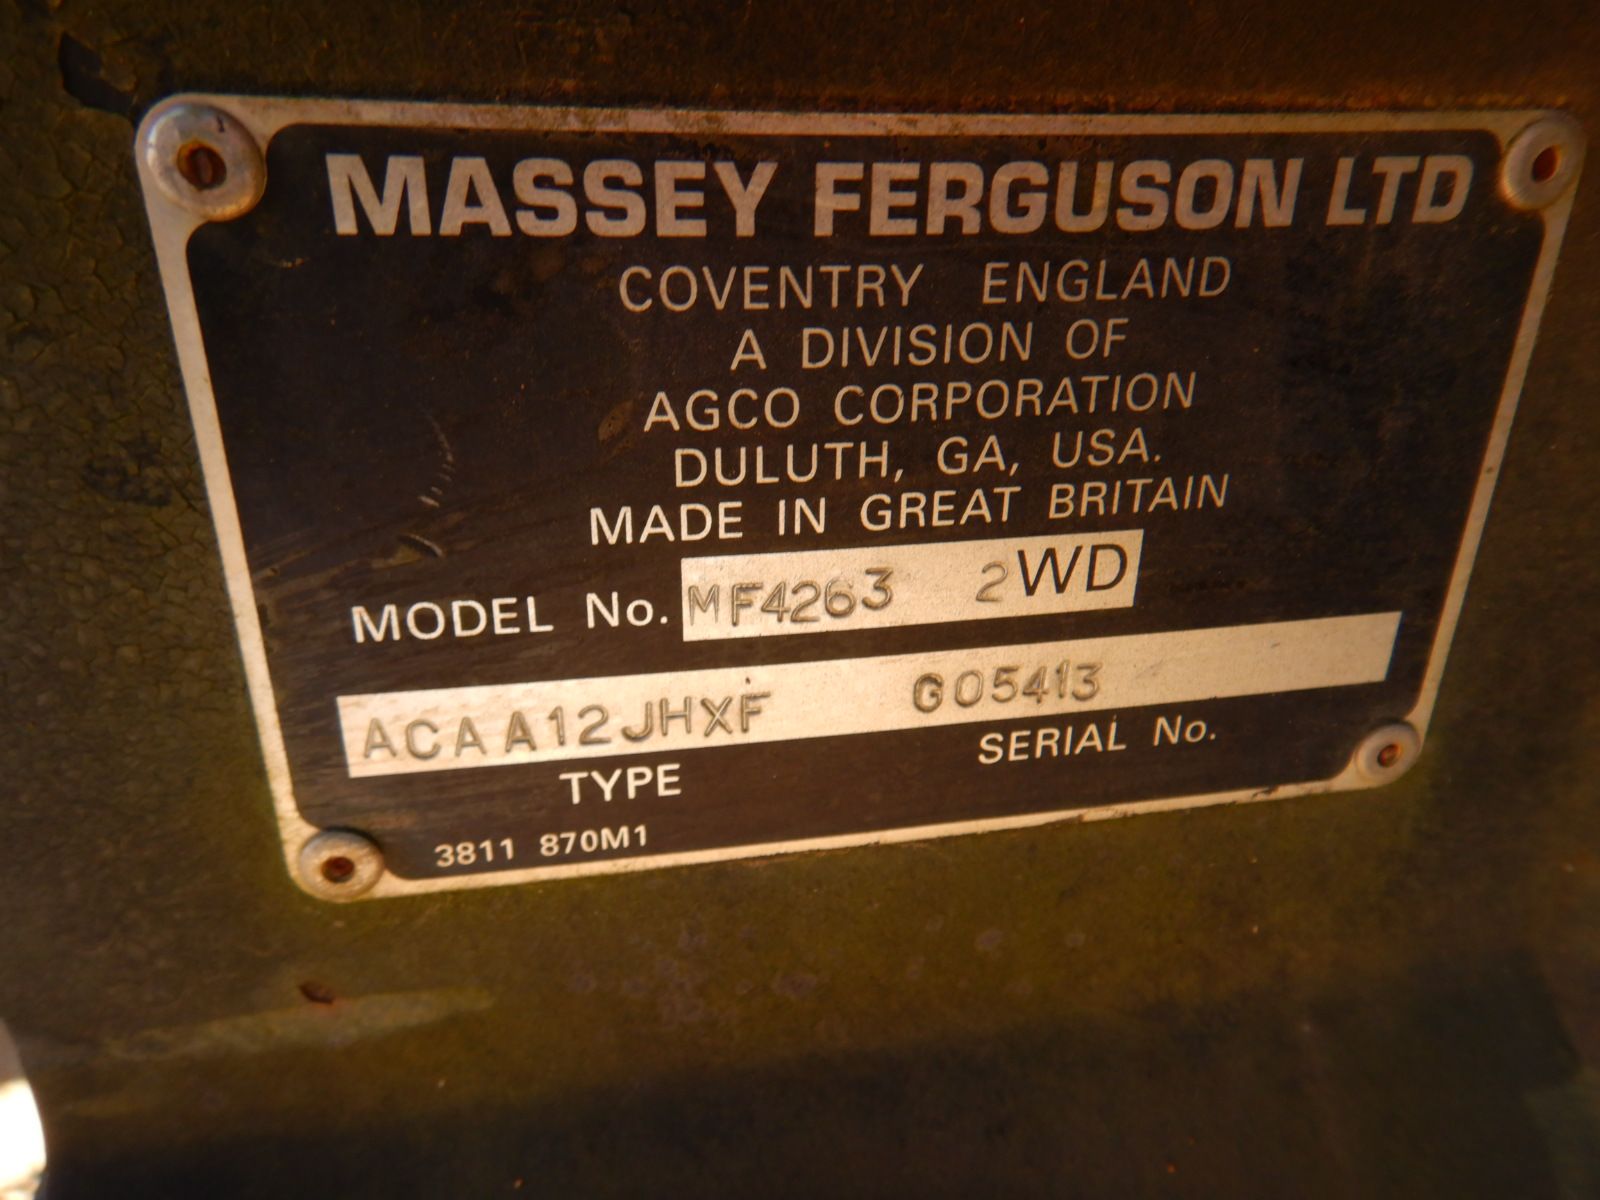 MASSEY FERGUSON LTD
COVENTRY ENGLAND
A DIVISION OF
AGCO CORPORATION
DULUTH, GA, USA.
MADE IN GREAT BRITAIN
MODEL No. MF4263 2WD
ACAA12JHXF G05413
TYPE SERIAL No.
3811 870M1